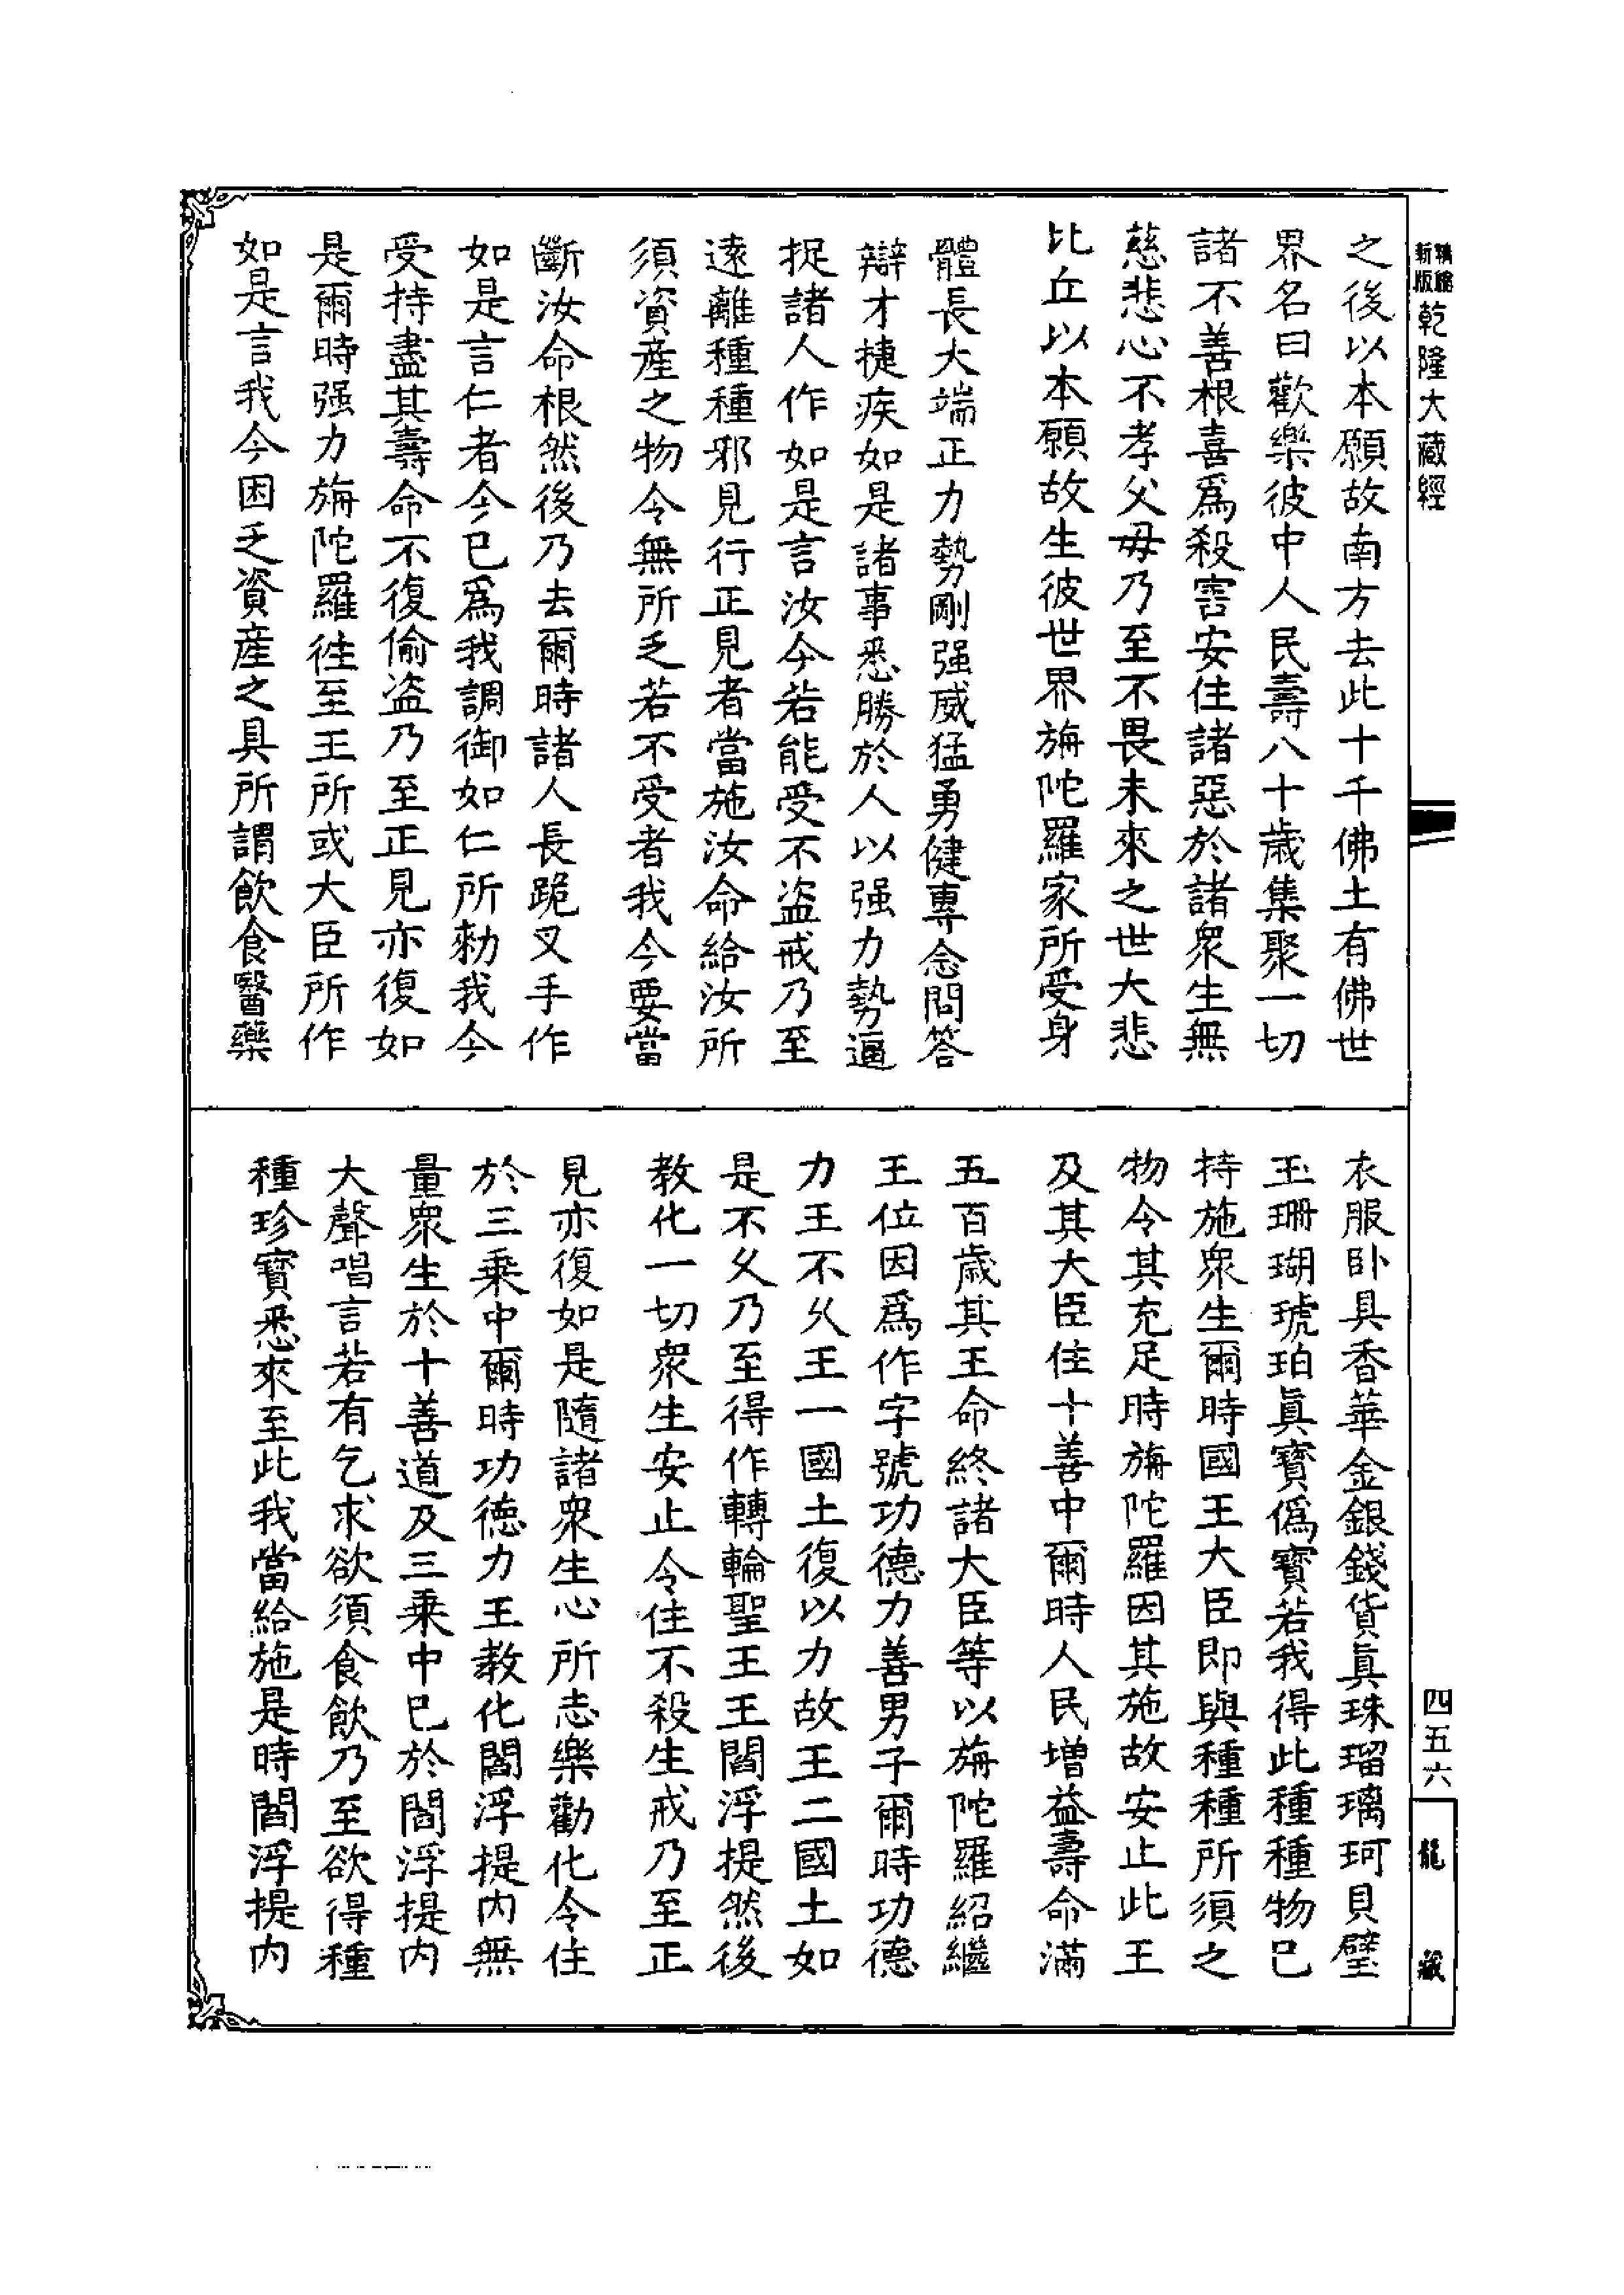 精縮新版乾隆大藏經
之後以本願故南方去此十千佛土有佛世
界名曰歡樂彼中人民壽八十歲集聚一切
諸不善根喜爲殺害安住諸惡於諸衆生無
慈悲心不孝父母乃至不畏未來之世大悲
比丘以本願故生彼世界旃陀羅家所受身
體長大端正力勢剛强威猛勇健專念問答
辯才捷疾如是諸事悉勝於人以强力勢逼
捉諸人作如是言汝今若能受不盜戒乃至
遠離種種邪見行正見者當施汝命給汝所
須資産之物令無所乏若不受者我今要當
斷汝命根然後乃去爾時諸人長跪叉手作
如是言仁者今已爲我調御如仁所勑我今
受持盡其壽命不復偷盜乃至正見亦復如
是爾時强力旃陀羅徃至王所或大臣所作
如是言我今困乏資産之具所謂飲食醫藥
衣服卧具香華金銀錢貨眞珠瑠璃珂貝璧
玉珊瑚琥珀眞寶僞寶若我得此種種物已
持施衆生爾時國王大臣即與種種所須之
物令其充足時旃陀羅因其施故安止此王
及其大臣住十善中爾時人民增益壽命滿
五百歲其王命終諸大臣等以旃陀羅紹繼
王位因爲作字號功德力善男子爾時功德
力王不乆王一國土復以力故王二國土如
是不乆乃至得作轉輪聖王王閻浮提然後
教化一切衆生安止令住不殺生戒乃至正
見亦復如是隨諸衆生心所志樂勸化令住
於三乘中爾時功德力王教化閻浮提内無
量衆生於十善道及三乘中已於閻浮提内
大聲唱言若有乞求欲須食飲乃至欲得種
種珍寶悉來至此我當給施是時閻浮提内
四五六
龍藏